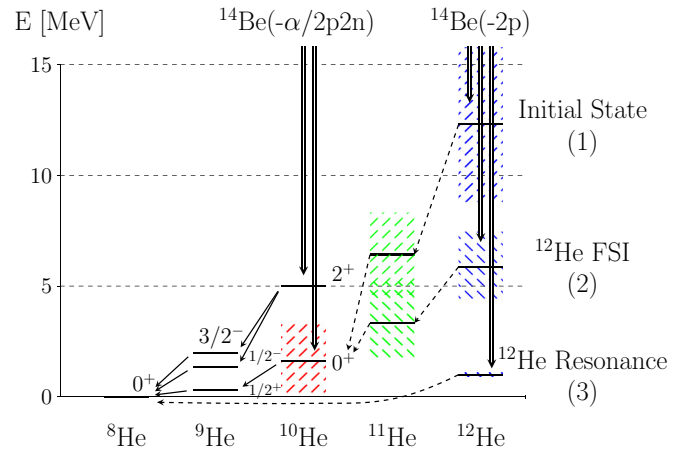 E [MeV]
¹⁴Be(-α/2p2n)
¹⁴Be(-2p)
15
Initial State
(1)
10
¹²He FSI
(2)
2⁺
5
3/2⁻
1/2⁻
0⁺
¹²He Resonance
(3)
0⁺
1/2⁺
0
⁸He
⁹He
¹⁰He
¹¹He
¹²He